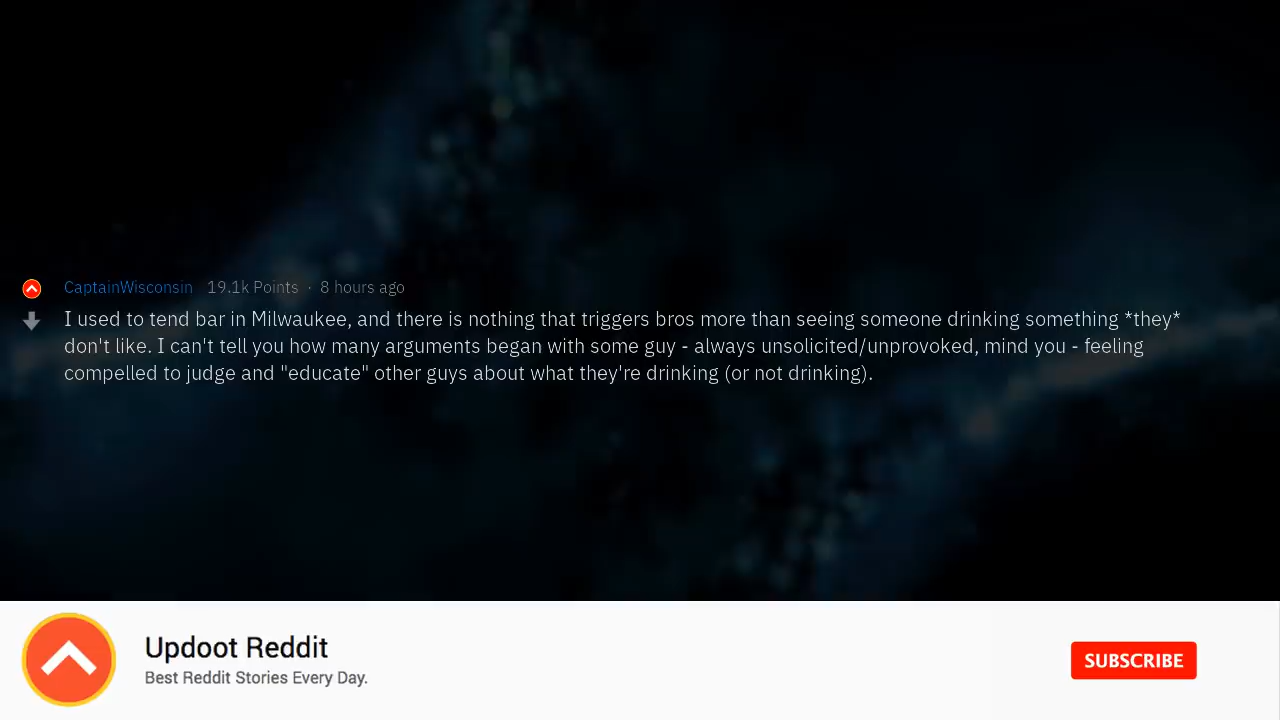 CaptainWisconsin 19.1k Points · 8 hours ago
I used to tend bar in Milwaukee, and there is nothing that triggers bros more than seeing someone drinking something *they*
don't like. I can't tell you how many arguments began with some guy - always unsolicited/unprovoked, mind you - feeling
compelled to judge and "educate" other guys about what they're drinking (or not drinking).
Updoot Reddit
Best Reddit Stories Every Day.
SUBSCRIBE